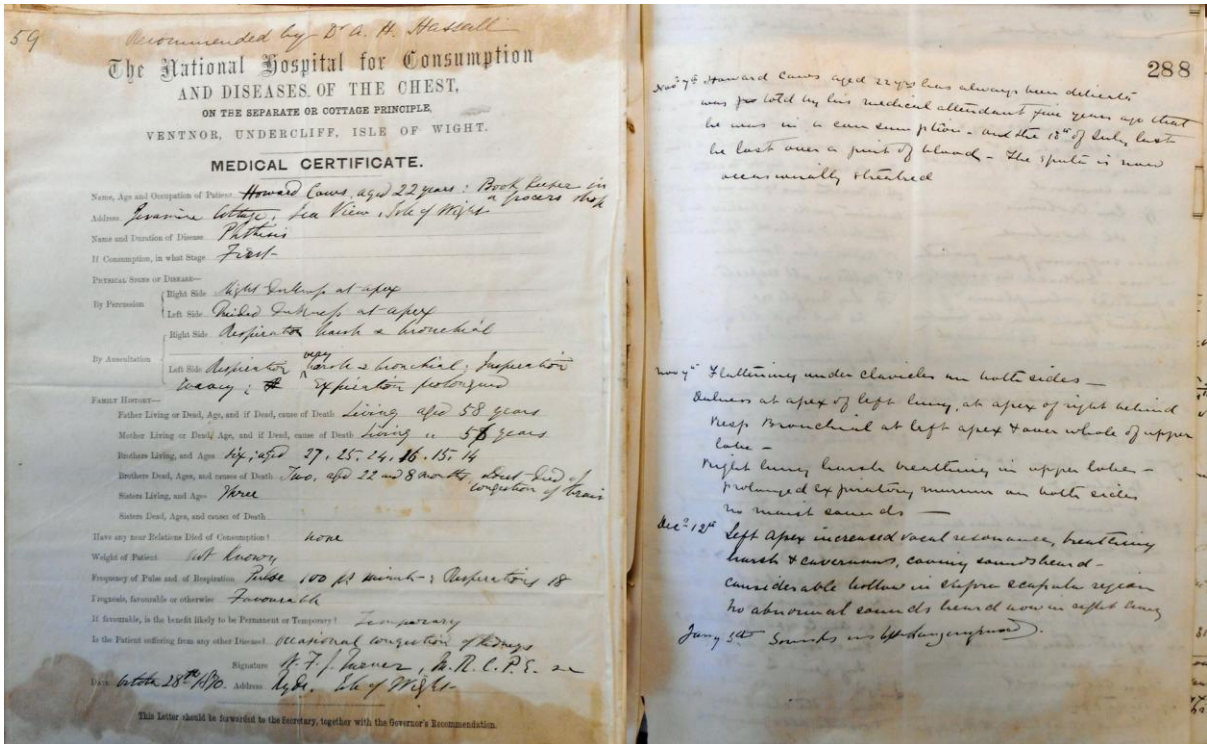 59
Recommended by Dr A. H. Hassall
The National Hospital for Consumption
AND DISEASES OF THE CHEST,
ON THE SEPARATE OR COTTAGE PRINCIPLE,
VENTNOR, UNDERCLIFF, ISLE OF WIGHT.
MEDICAL CERTIFICATE.
Name, Age and Occupation of Patient Howard Caws, aged 22 years: Book keeper in
a grocers shop
Address Cottage, Sea View, Isle of Wight
Name and Duration of Disease Phthisis
If Consumption, in what Stage First
PHYSICAL SIGNS OF DISEASE—
By Percussion
Right Side Slight dullness at apex
Left Side Decided dullness at apex
By Auscultation
Right Side Respiration harsh & bronchial
Left Side Respiration very harsh & bronchial; Inspiration
wavy; Expiration prolonged
FAMILY HISTORY—
Father Living or Dead, Age, and if Dead, cause of Death Living aged 58 years
Mother Living or Dead, Age, and if Dead, cause of Death Living " years
Brothers Living, and Ages Six; aged 27. 25. 24. 16. 15. 14
Brothers Dead, Ages, and causes of Death Two, aged 22 and 8 months, died of
congestion of brain
Sisters Living, and Ages Three
Sisters Dead, Ages, and causes of Death
Have any near Relations Died of Consumption? none
Weight of Patient not known
Frequency of Pulse and of Respiration Pulse 100 pr minute; Respirations 18
Prognosis, favourable or otherwise Favourable
If favourable, is the benefit likely to be Permanent or Temporary? Temporary
Is the Patient suffering from any other Disease? occasional congestion of kidneys
Signature Turner, M.R.C.P.E.
Date October 28th 1870. Address Ryde, Isle of Wight
This Letter should be forwarded to the Secretary, together with the Governor's Recommendation.
288
Novr 7th Howard Caws aged 22 yrs has always been delicate
was told by his medical attendant five years ago that
he was in a consumption - and the 12th of July last
he lost over a pint of blood - The sputa is now
occasionally streaked
Nov 7th Flattening under clavicles on both sides —
Dulness at apex of left lung, at apex of right behind
Resp Bronchial at left apex & over whole of upper
lobe —
Right lung harsh breathing in upper lobes -
prolonged expiratory murmur on both sides
no moist sounds —
Decr 12th Left apex increased vocal resonance, breathing
harsh & cavernous, cooing sounds heard -
considerable hollow in supra scapular region
No abnormal sounds heard now in right lung
Jany 5th Sounds in left lung